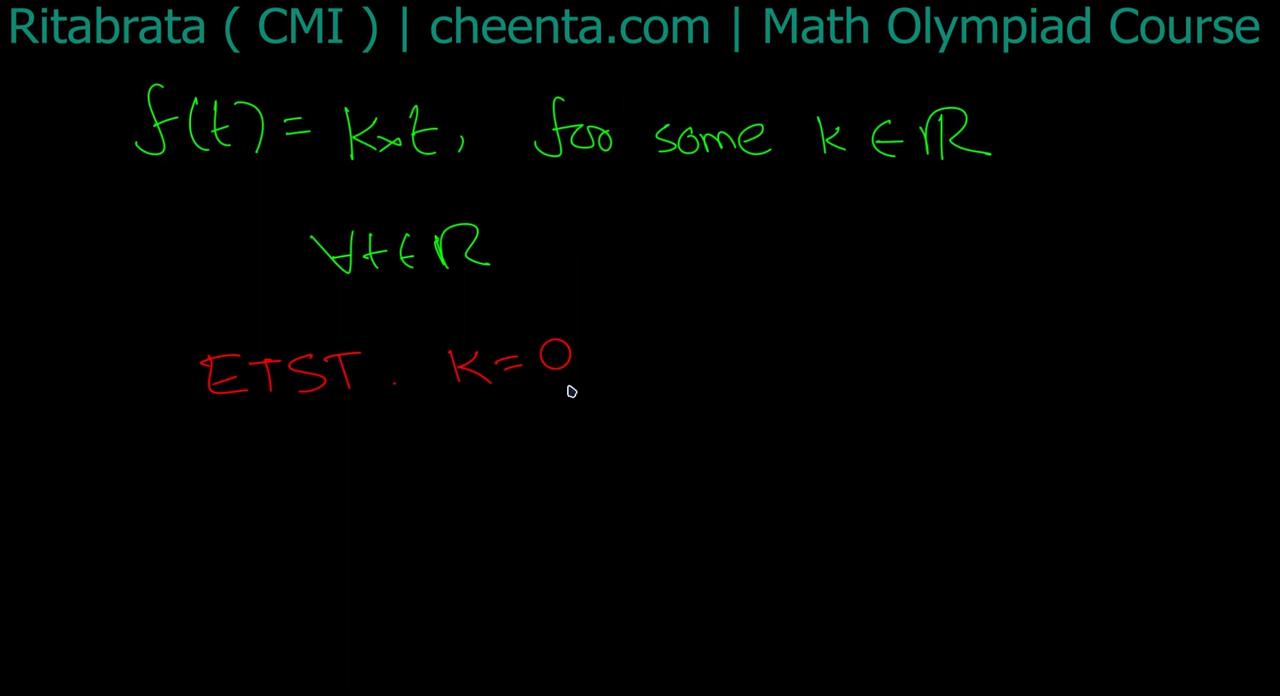 Ritabrata ( CMI ) | cheenta.com | Math Olympiad Course
f(t) = k×t, for some k ∈ ℝ
∀t ∈ ℝ
ETST. K = 0